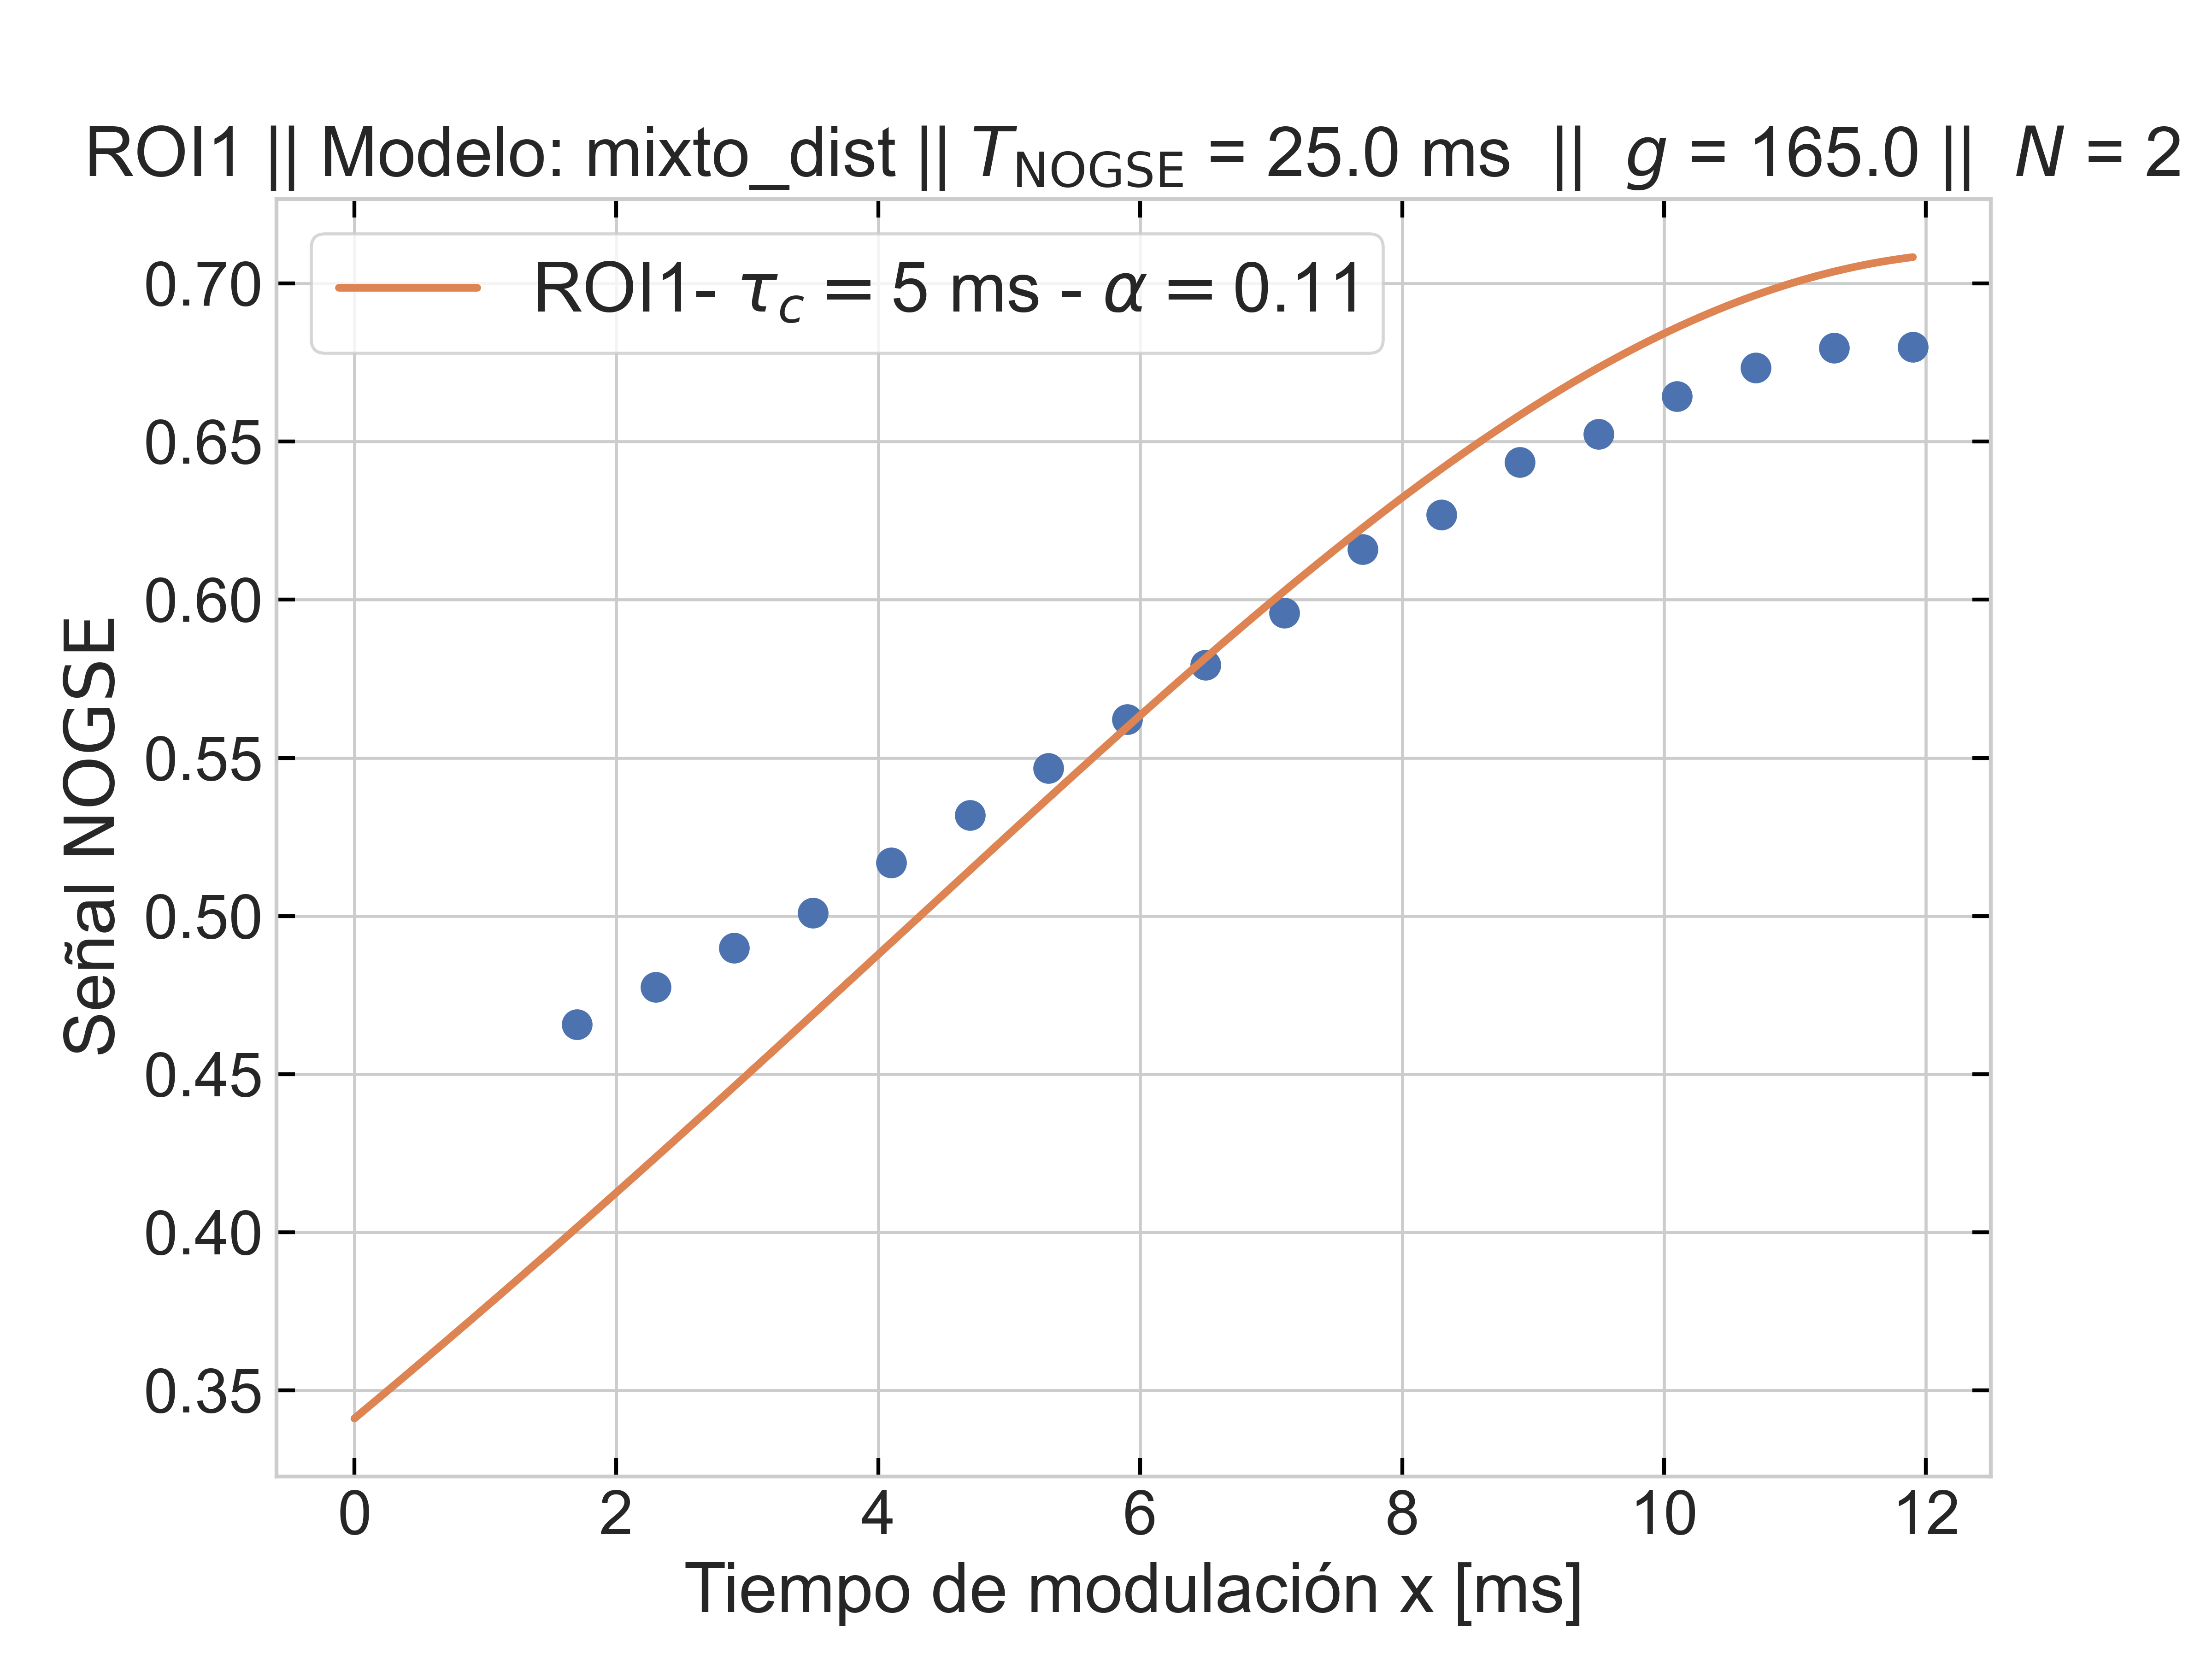 ROI1 || Modelo: mixto_dist || T_NOGSE = 25.0 ms || g = 165.0 || N = 2
ROI1- τ_c = 5 ms - α = 0.11
Señal NOGSE
0.70
0.65
0.60
0.55
0.50
0.45
0.40
0.35
0 2 4 6 8 10 12
Tiempo de modulación x [ms]